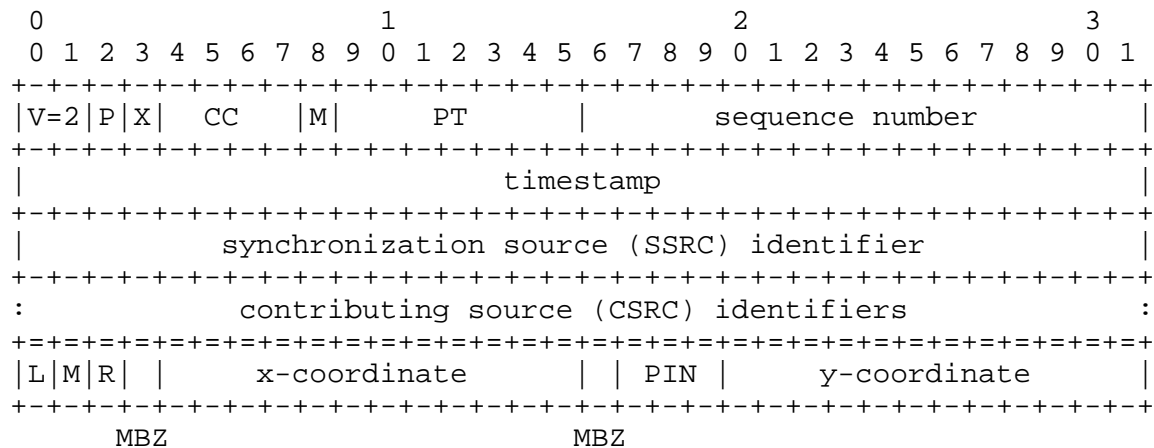 0                   1                   2                   3
 0 1 2 3 4 5 6 7 8 9 0 1 2 3 4 5 6 7 8 9 0 1 2 3 4 5 6 7 8 9 0 1
+-+-+-+-+-+-+-+-+-+-+-+-+-+-+-+-+-+-+-+-+-+-+-+-+-+-+-+-+-+-+-+-+
|V=2|P|X|  CC   |M|     PT      |       sequence number         |
+-+-+-+-+-+-+-+-+-+-+-+-+-+-+-+-+-+-+-+-+-+-+-+-+-+-+-+-+-+-+-+-+
|                           timestamp                           |
+-+-+-+-+-+-+-+-+-+-+-+-+-+-+-+-+-+-+-+-+-+-+-+-+-+-+-+-+-+-+-+-+
|           synchronization source (SSRC) identifier            |
+-+-+-+-+-+-+-+-+-+-+-+-+-+-+-+-+-+-+-+-+-+-+-+-+-+-+-+-+-+-+-+-+
:            contributing source (CSRC) identifiers             :
+=+=+=+=+=+=+=+=+=+=+=+=+=+=+=+=+=+=+=+=+=+=+=+=+=+=+=+=+=+=+=+=+
|L|M|R| |     x-coordinate      | | PIN |     y-coordinate      |
+-+-+-+-+-+-+-+-+-+-+-+-+-+-+-+-+-+-+-+-+-+-+-+-+-+-+-+-+-+-+-+-+
      MBZ                       MBZ